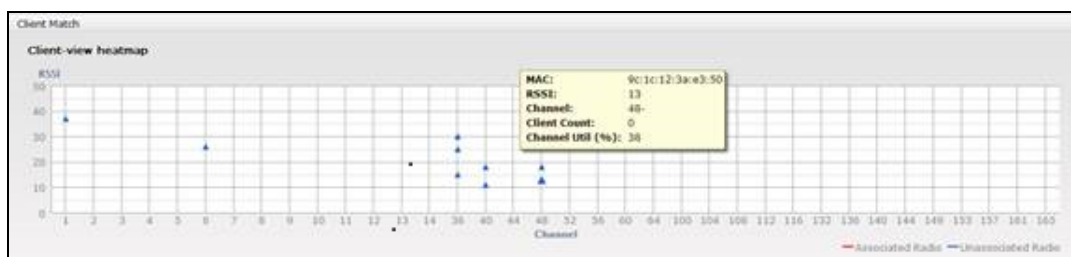 Client Match
Client-view heatmap
RSSI
MAC: 9c:1c:12:3a:e3:50
RSSI: 13
Channel: 48-
Client Count: 0
Channel Util (%): 38
50
40
30
20
10
0
1 2 3 4 5 6 7 8 9 10 11 12 13 14 36 40 44 48 52 56 60 64 100 104 108 112 116 132 136 140 144 149 153 157 161 165
Channel
Associated Radio Unassociated Radio